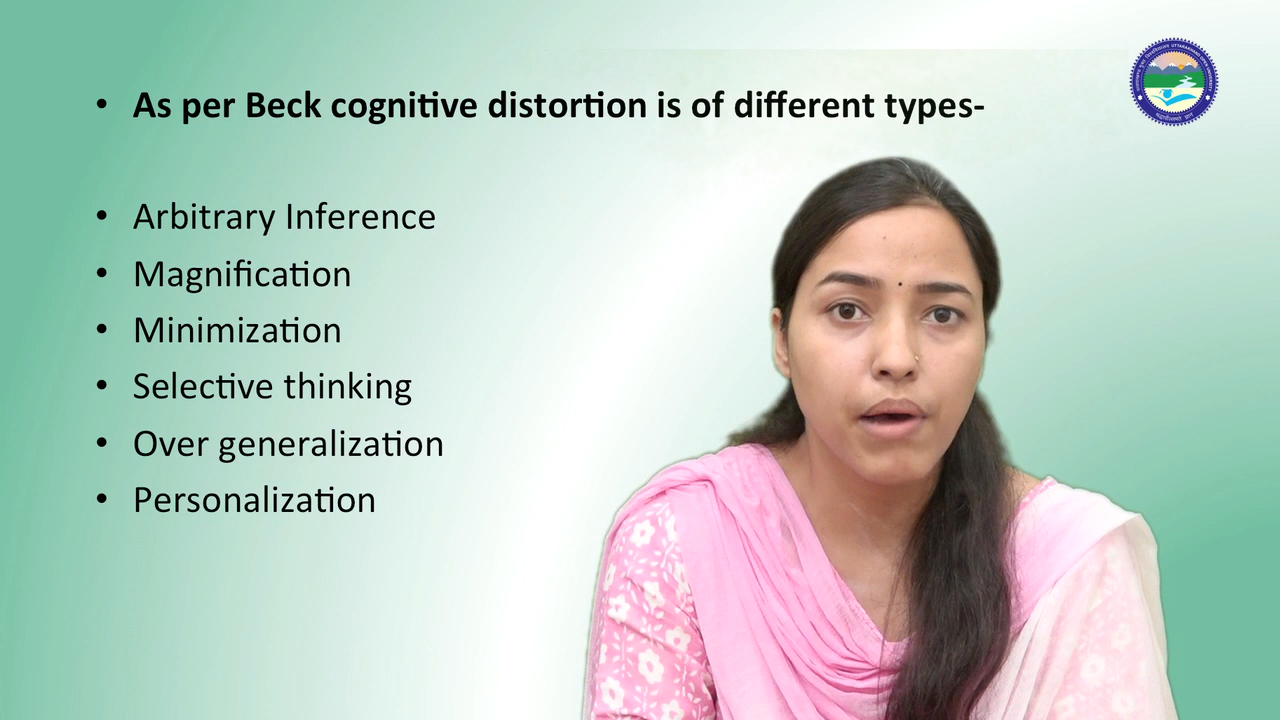 • As per Beck cognitive distortion is of different types-
• Arbitrary Inference
• Magnification
• Minimization
• Selective thinking
• Over generalization
• Personalization